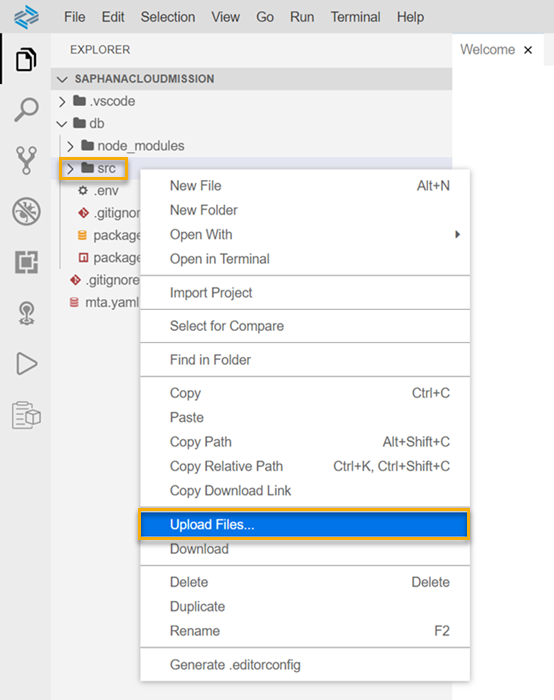 File Edit Selection View Go Run Terminal Help
EXPLORER
Welcome
SAPHANACLOUDMISSION
.vscode
db
node_modules
src
.env
.gitignor
package
package
.gitignore
mta.yaml
New File Alt+N
New Folder
Open With
Open in Terminal
Import Project
Select for Compare
Find in Folder
Copy Ctrl+C
Paste
Copy Path Alt+Shift+C
Copy Relative Path Ctrl+K, Ctrl+Shift+C
Copy Download Link
Upload Files...
Download
Delete Delete
Duplicate
Rename F2
Generate .editorconfig